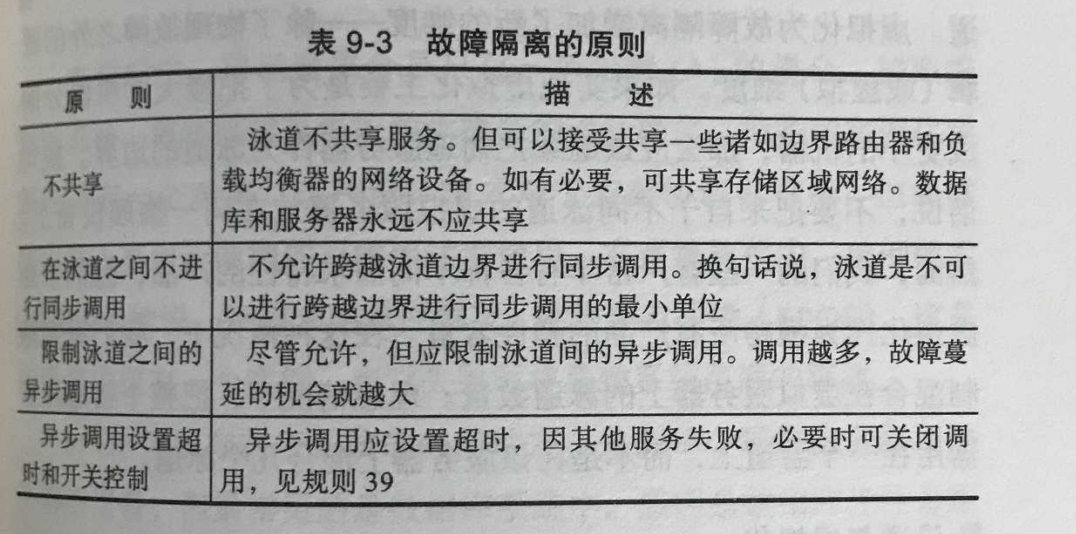 表 9-3 故障隔离的原则
原 则
描 述
不共享
泳道不共享服务。但可以接受共享一些诸如边界路由器和负
载均衡器的网络设备。如有必要，可共享存储区域网络。数据
库和服务器永远不应共享
在泳道之间不进
行同步调用
不允许跨越泳道边界进行同步调用。换句话说，泳道是不可
以进行跨越边界进行同步调用的最小单位
限制泳道之间的
异步调用
尽管允许，但应限制泳道间的异步调用。调用越多，故障蔓
延的机会就越大
异步调用设置超
时和开关控制
异步调用应设置超时，因其他服务失败，必要时可关闭调
用，见规则 39